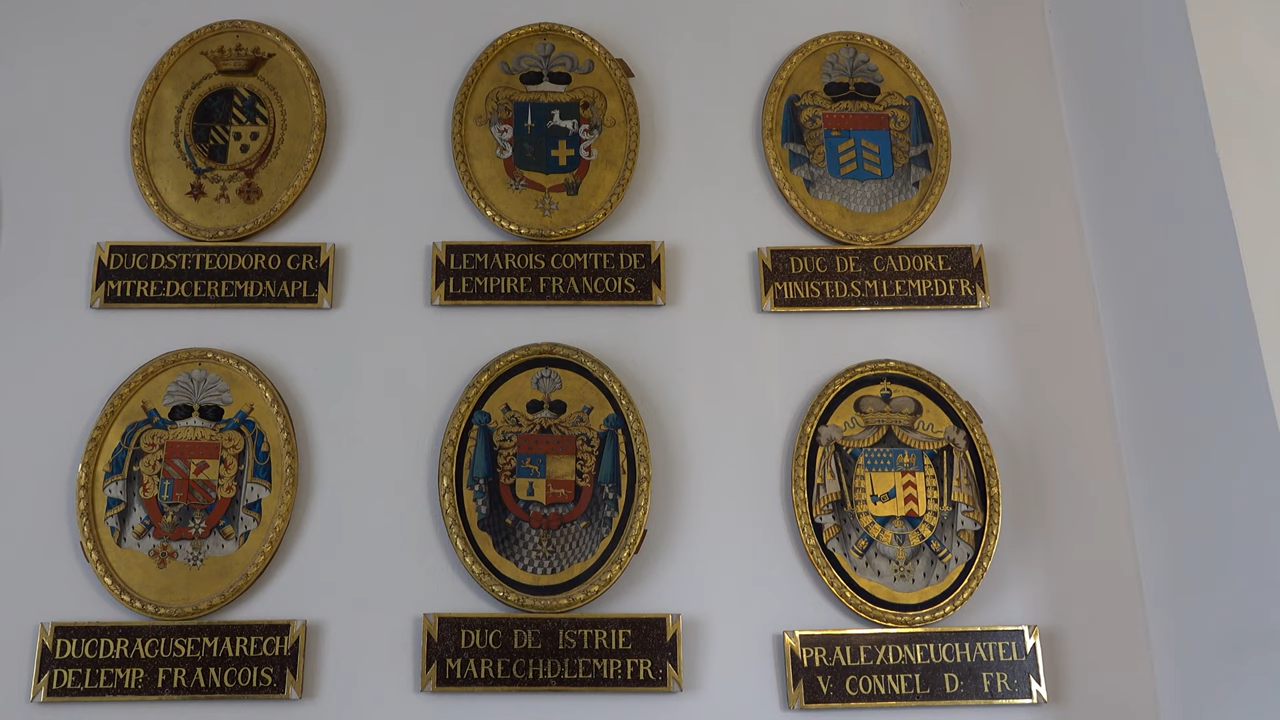 DUC D.ST:TEODORO GR:
M:TRE:D.CEREM:D:NAPL:
LEMAROIS COMTE DE
LEMPIRE FRANCOIS.
DUC DE CADORE
MINIST:D.S.M.L'EMP.D.FR:
DUC.D.RAGUSE,MARECH.
DE,L'EMP. FRANCOIS.
DUC DE ISTRIE
MARECH:D:L'EMP:FR:
PR:ALEX:D:NEUCHATEL
V: CONNEL D: FR:
N